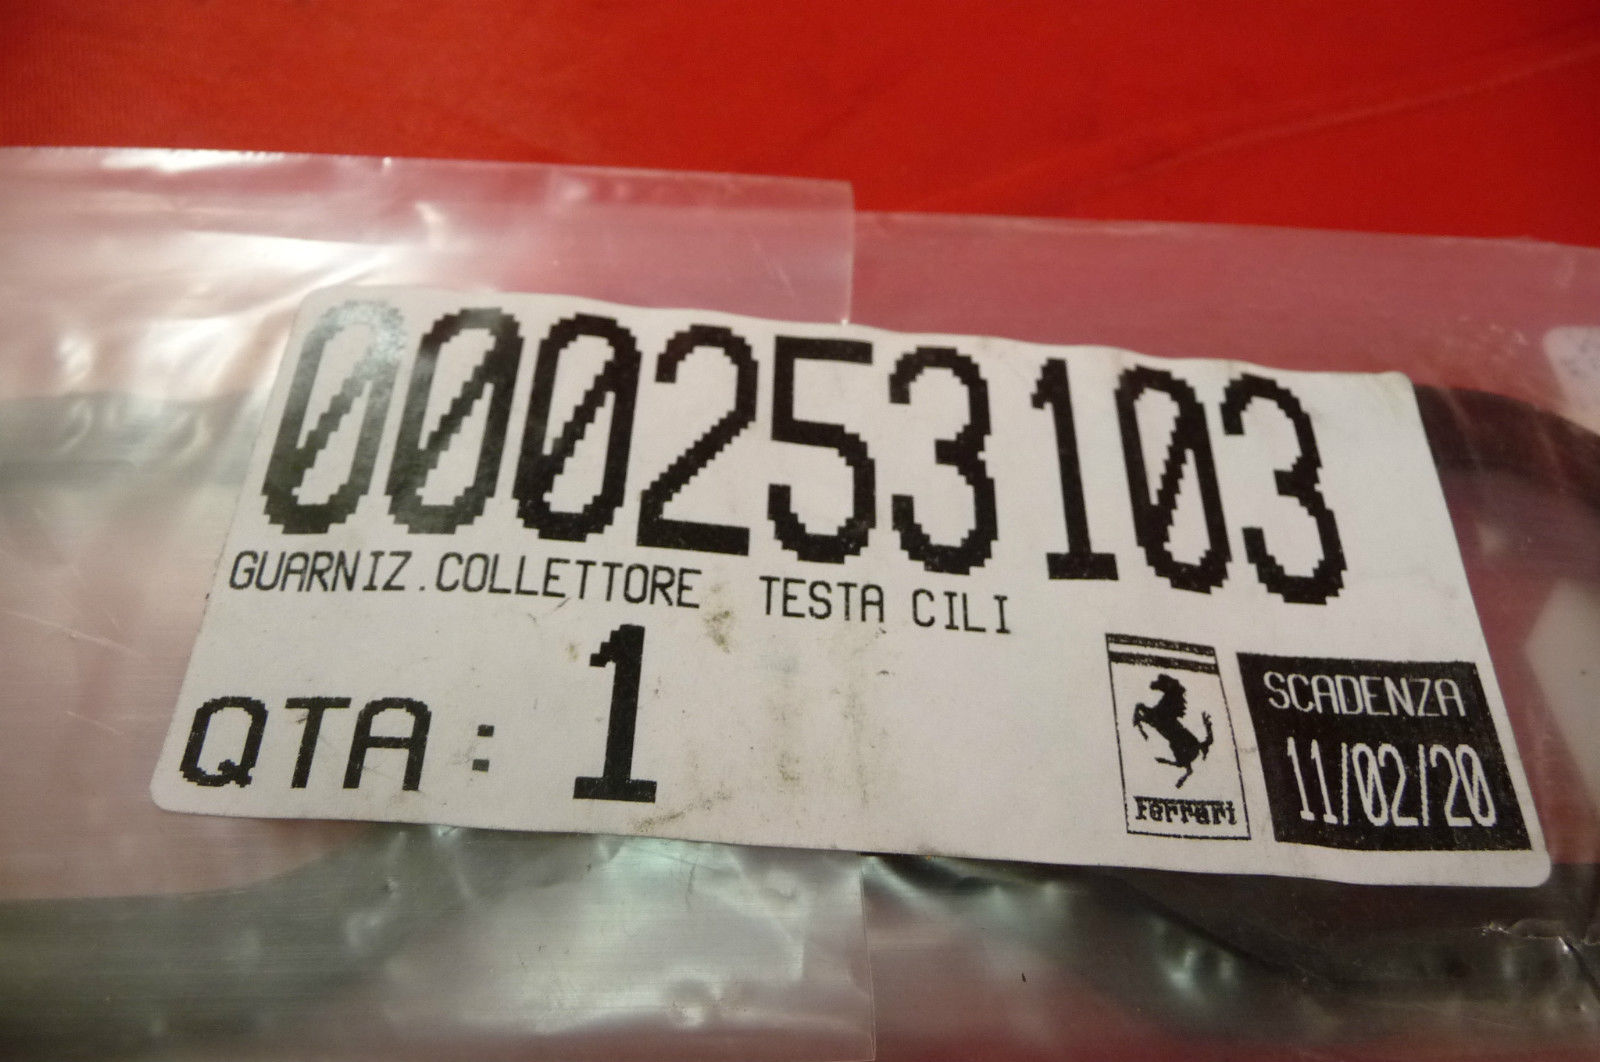 000253103
GUARNIZ.COLLETTORE TESTA CILI
QTA: 1
Ferrari
SCADENZA
11/02/20